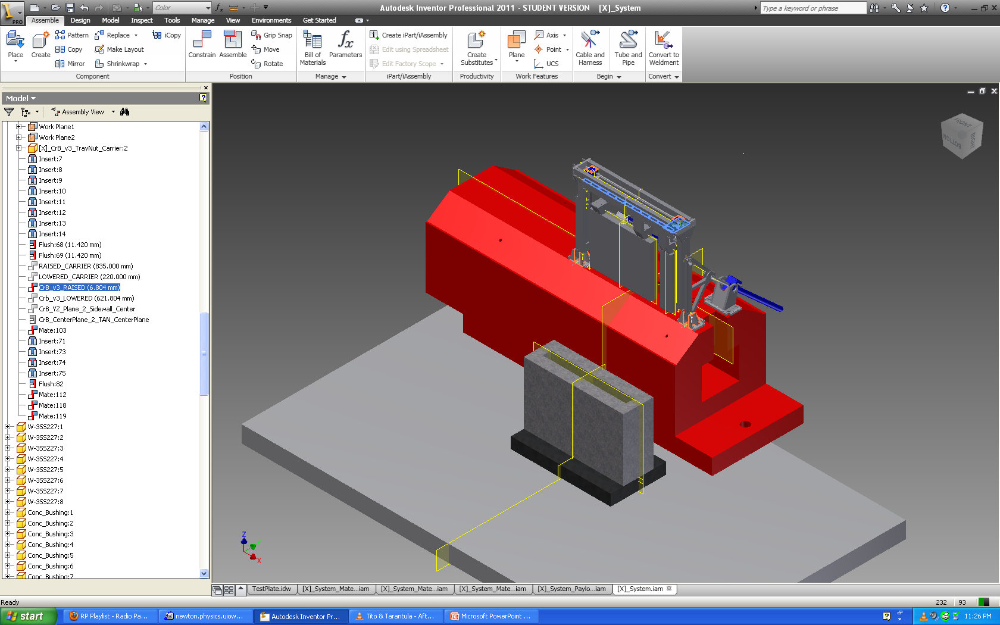 Autodesk Inventor Professional 2011 - STUDENT VERSION [X]_System
Color
Type a keyword or phrase
PRO
Assemble Design Model Inspect Tools Manage View Environments Get Started
Place
Create
Pattern
Copy
Mirror
Replace
Make Layout
Shrinkwrap
iCopy
Component
Constrain
Assemble
Grip Snap
Move
Rotate
Position
Bill of
Materials
Parameters
Manage
Create iPart/iAssembly
Edit using Spreadsheet
Edit Factory Scope
iPart/iAssembly
Create
Substitutes
Productivity
Plane
Axis
Point
UCS
Work Features
Cable and
Harness
Tube and
Pipe
Begin
Convert to
Weldment
Convert
Model
Assembly View
Work Plane1
Work Plane2
[X]_CrB_v3_TravNut_Carrier:2
Insert:7
Insert:8
Insert:9
Insert:10
Insert:11
Insert:12
Insert:13
Insert:14
Flush:68 (11.420 mm)
Flush:69 (11.420 mm)
RAISED_CARRIER (835.000 mm)
LOWERED_CARRIER (220.000 mm)
CrB_v3_RAISED (6.804 mm)
Crb_v3_LOWERED (621.804 mm)
CrB_YZ_Plane_2_Sidewall_Center
CrB_CenterPlane_2_TAN_CenterPlane
Mate:103
Insert:71
Insert:73
Insert:74
Insert:75
Flush:82
Mate:112
Mate:118
Mate:119
W-35S227:1
W-35S227:2
W-35S227:3
W-35S227:4
W-35S227:5
W-35S227:6
W-35S227:7
W-35S227:8
Conc_Bushing:1
Conc_Bushing:2
Conc_Bushing:3
Conc_Bushing:4
Conc_Bushing:5
Conc_Bushing:6
Conc_Bushing:7
FRONT
RIGHT
BOTTOM
Z
Y
X
TestPlate.idw
[X]_System_Mate...iam
[X]_System_Mate...iam
[X]_System_Mate...iam
[X]_System_Paylo...iam
[X]_System.iam
Ready
232 93
start
RP Playlist - Radio Pa...
newton.physics.uiow...
Autodesk Inventor Pr...
Tito & Tarantula - Aft...
Microsoft PowerPoint ...
11:26 PM